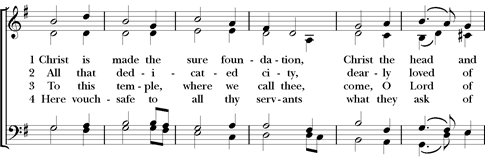 1 Christ is made the sure foun - da - tion, Christ the head and
2 All that ded - i - cat - ed ci - ty, dear - ly loved of
3 To this tem - ple, where we call thee, come, O Lord of
4 Here vouch - safe to all thy serv - ants what they ask of